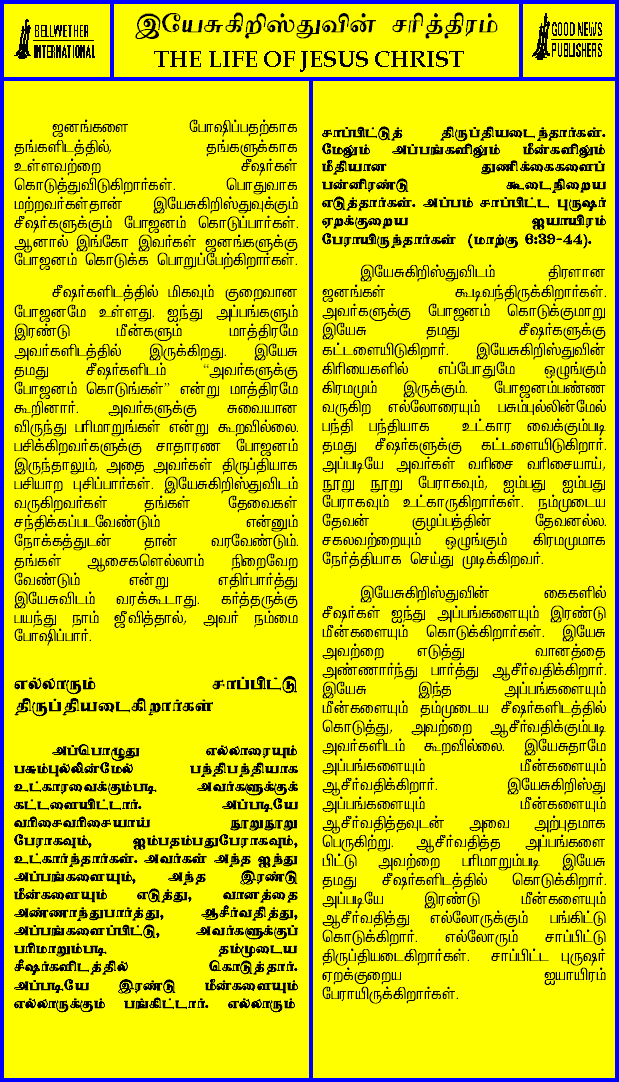 BELLWETHER
INTERNATIONAL
இயேசுகிறிஸ்துவின் சரித்திரம்
THE LIFE OF JESUS CHRIST
GOOD NEWS
PUBLISHERS
ஜனங்களை போஷிப்பதற்காக
தங்களிடத்தில், தங்களுக்காக
உள்ளவற்றை சீஷர்கள்
கொடுத்துவிடுகிறார்கள். பொதுவாக
மற்றவர்கள்தான் இயேசுகிறிஸ்துவுக்கும்
சீஷர்களுக்கும் போஜனம் கொடுப்பார்கள்.
ஆனால் இங்கோ இவர்கள் ஜனங்களுக்கு
போஜனம் கொடுக்க பொறுப்பேற்கிறார்கள்.
சீஷர்களிடத்தில் மிகவும் குறைவான
போஜனமே உள்ளது. ஐந்து அப்பங்களும்
இரண்டு மீன்களும் மாத்திரமே
அவர்களிடத்தில் இருக்கிறது. இயேசு
தமது சீஷர்களிடம் “அவர்களுக்கு
போஜனம் கொடுங்கள்” என்று மாத்திரமே
கூறினார். அவர்களுக்கு சுவையான
விருந்து பரிமாறுங்கள் என்று கூறவில்லை.
பசிக்கிறவர்களுக்கு சாதாரண போஜனம்
இருந்தாலும், அதை அவர்கள் திருப்தியாக
பசியாற புசிப்பார்கள். இயேசுகிறிஸ்துவிடம்
வருகிறவர்கள் தங்கள் தேவைகள்
சந்திக்கப்படவேண்டும் என்னும்
நோக்கத்துடன் தான் வரவேண்டும்.
தங்கள் ஆசைகளெல்லாம் நிறைவேற
வேண்டும் என்று எதிர்பார்த்து
இயேசுவிடம் வரக்கூடாது. கர்த்தருக்கு
பயந்து நாம் ஜீவித்தால், அவர் நம்மை
போஷிப்பார்.
எல்லாரும் சாப்பிட்டு
திருப்தியடைகிறார்கள்
அப்பொழுது எல்லாரையும்
பசும்புல்லின்மேல் பந்திபந்தியாக
உட்காரவைக்கும்படி அவர்களுக்குக்
கட்டளையிட்டார். அப்படியே
வரிசைவரிசையாய் நூறுநூறு
பேராகவும், ஐம்பதம்பதுபேராகவும்,
உட்கார்ந்தார்கள். அவர்கள் அந்த ஐந்து
அப்பங்களையும், அந்த இரண்டு
மீன்களையும் எடுத்து, வானத்தை
அண்ணாந்துபார்த்து, ஆசீர்வதித்து,
அப்பங்களைப்பிட்டு, அவர்களுக்குப்
பரிமாறும்படி தம்முடைய
சீஷர்களிடத்தில் கொடுத்தார்.
அப்படியே இரண்டு மீன்களையும்
எல்லாருக்கும் பங்கிட்டார். எல்லாரும்
சாப்பிட்டுத் திருப்தியடைந்தார்கள்.
மேலும் அப்பங்களிலும் மீன்களிலும்
மீதியான துணிக்கைகளைப்
பன்னிரண்டு கூடைநிறைய
எடுத்தார்கள். அப்பம் சாப்பிட்ட புருஷர்
ஏறக்குறைய ஐயாயிரம்
பேராயிருந்தார்கள் (மாற்கு 6:39-44).
இயேசுகிறிஸ்துவிடம் திரளான
ஜனங்கள் கூடிவந்திருக்கிறார்கள்.
அவர்களுக்கு போஜனம் கொடுக்குமாறு
இயேசு தமது சீஷர்களுக்கு
கட்டளையிடுகிறார். இயேசுகிறிஸ்துவின்
கிரியைகளில் எப்போதுமே ஒழுங்கும்
கிரமமும் இருக்கும். போஜனம்பண்ண
வருகிற எல்லோரையும் பசும்புல்லின்மேல்
பந்தி பந்தியாக உட்கார வைக்கும்படி
தமது சீஷர்களுக்கு கட்டளையிடுகிறார்.
அப்படியே அவர்கள் வரிசை வரிசையாய்,
நூறு நூறு பேராகவும், ஐம்பது ஐம்பது
பேராகவும் உட்காருகிறார்கள். நம்முடைய
தேவன் குழப்பத்தின் தேவனல்ல.
சகலவற்றையும் ஒழுங்கும் கிரமமுமாக
நேர்த்தியாக செய்து முடிக்கிறவர்.
இயேசுகிறிஸ்துவின் கைகளில்
சீஷர்கள் ஐந்து அப்பங்களையும் இரண்டு
மீன்களையும் கொடுக்கிறார்கள். இயேசு
அவற்றை எடுத்து வானத்தை
அண்ணார்ந்து பார்த்து ஆசீர்வதிக்கிறார்.
இயேசு இந்த அப்பங்களையும்
மீன்களையும் தம்முடைய சீஷர்களிடத்தில்
கொடுத்து, அவற்றை ஆசீர்வதிக்கும்படி
அவர்களிடம் கூறவில்லை. இயேசுதாமே
அப்பங்களையும் மீன்களையும்
ஆசீர்வதிக்கிறார். இயேசுகிறிஸ்து
அப்பங்களையும் மீன்களையும்
ஆசீர்வதித்தவுடன் அவை அற்புதமாக
பெருகிற்று. ஆசீர்வதித்த அப்பங்களை
பிட்டு அவற்றை பரிமாறும்படி இயேசு
தமது சீஷர்களிடத்தில் கொடுக்கிறார்.
அப்படியே இரண்டு மீன்களையும்
ஆசீர்வதித்து எல்லோருக்கும் பங்கிட்டு
கொடுக்கிறார். எல்லோரும் சாப்பிட்டு
திருப்தியடைகிறார்கள். சாப்பிட்ட புருஷர்
ஏறக்குறைய ஐயாயிரம்
பேராயிருக்கிறார்கள்.